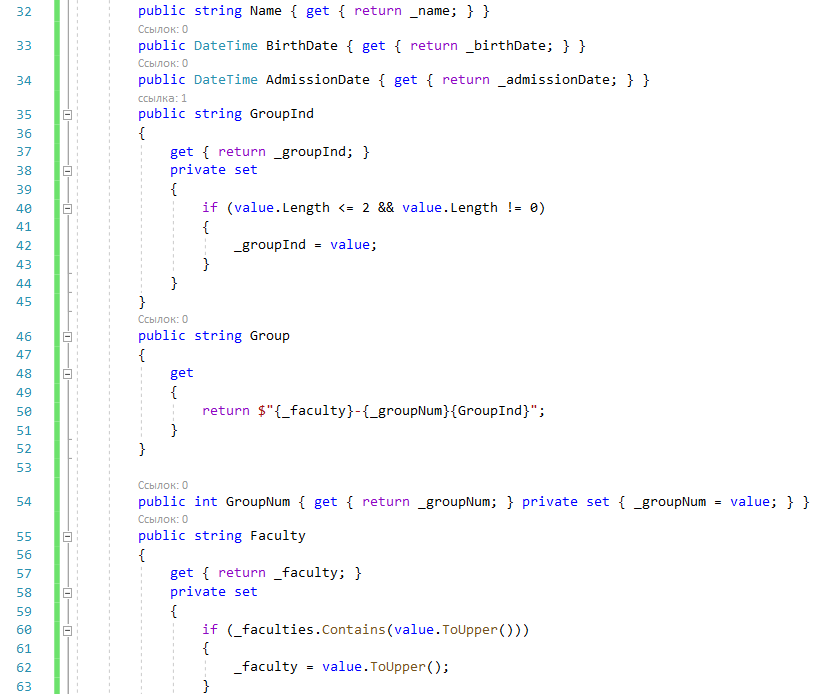 32 public string Name { get { return _name; } }
Ссылок: 0
33 public DateTime BirthDate { get { return _birthDate; } }
Ссылок: 0
34 public DateTime AdmissionDate { get { return _admissionDate; } }
ссылка: 1
35 public string GroupInd
36 {
37 get { return _groupInd; }
38 private set
39 {
40 if (value.Length <= 2 && value.Length != 0)
41 {
42 _groupInd = value;
43 }
44 }
45 }
Ссылок: 0
46 public string Group
47 {
48 get
49 {
50 return $"{_faculty}-{_groupNum}{GroupInd}";
51 }
52 }
53
Ссылок: 0
54 public int GroupNum { get { return _groupNum; } private set { _groupNum = value; } }
Ссылок: 0
55 public string Faculty
56 {
57 get { return _faculty; }
58 private set
59 {
60 if (_faculties.Contains(value.ToUpper()))
61 {
62 _faculty = value.ToUpper();
63 }